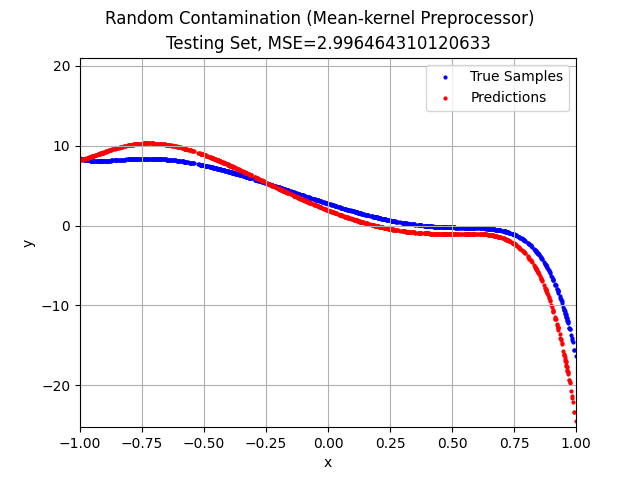 Random Contamination (Mean-kernel Preprocessor)
Testing Set, MSE=2.996464310120633
True Samples
Predictions
20
10
0
−10
−20
y
−1.00 −0.75 −0.50 −0.25 0.00 0.25 0.50 0.75 1.00
x